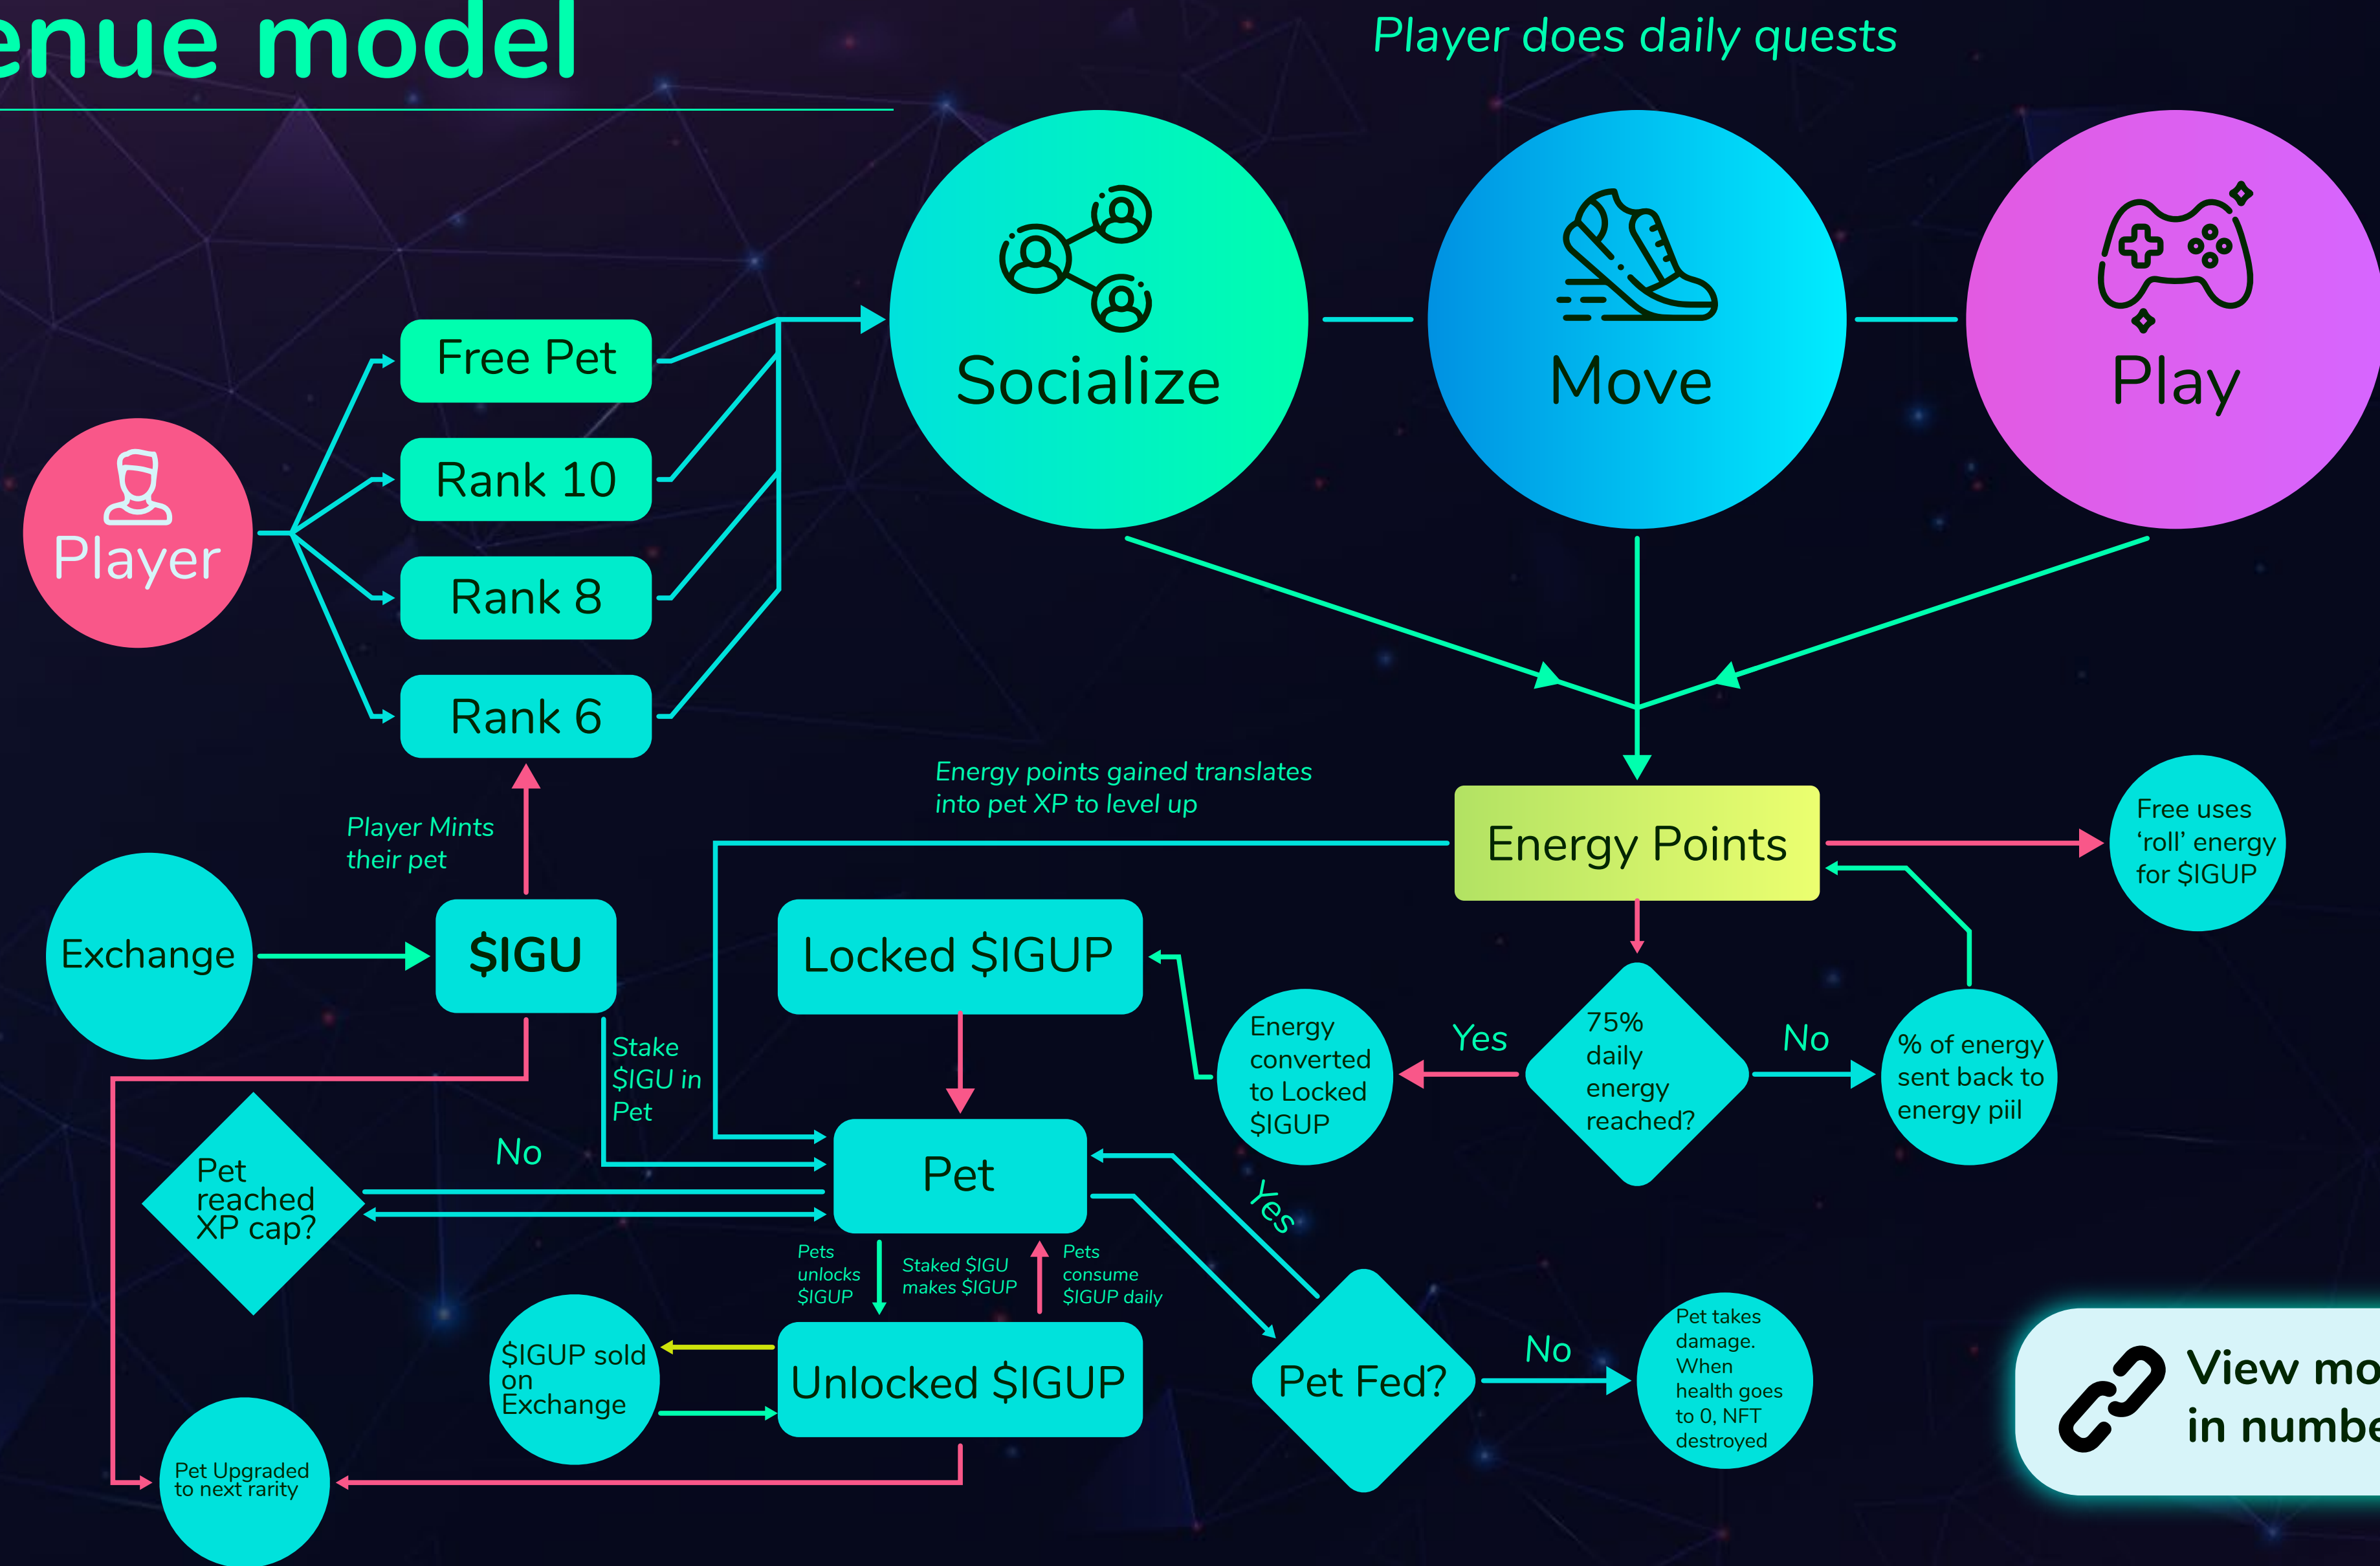 enue model
Player does daily quests
Socialize
Move
Play
Free Pet
Rank 10
Rank 8
Rank 6
Player
Player Mints
their pet
Energy points gained translates
into pet XP to level up
Energy Points
Free uses
‘roll’ energy
for $IGUP
Exchange
$IGU
Locked $IGUP
Stake
$IGU in
Pet
Energy
converted
to Locked
$IGUP
Yes
75%
daily
energy
reached?
No
% of energy
sent back to
energy piil
Pet
reached
XP cap?
No
Pet
Yes
Pets
unlocks
$IGUP
Staked $IGU
makes $IGUP
Pets
consume
$IGUP daily
$IGUP sold
on
Exchange
Unlocked $IGUP
Pet Fed?
No
Pet takes
damage.
When
health goes
to 0, NFT
destroyed
Pet Upgraded
to next rarity
View mo
in numbe